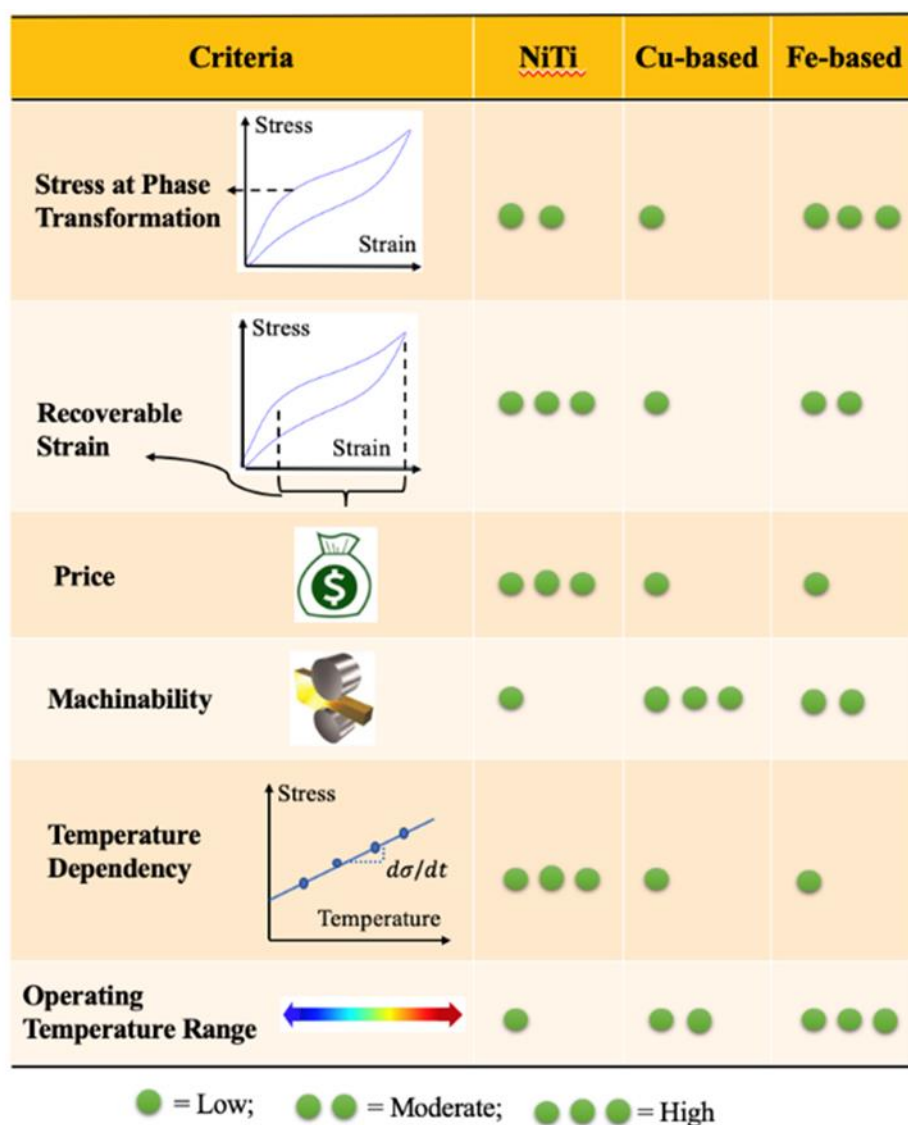 Criteria NiTi Cu-based Fe-based
Stress
Stress at Phase
Transformation
Strain
Stress
Recoverable
Strain
Strain
Price
$
Machinability
Stress
Temperature
Dependency
dσ/dt
Temperature
Operating
Temperature Range
= Low; = Moderate; = High